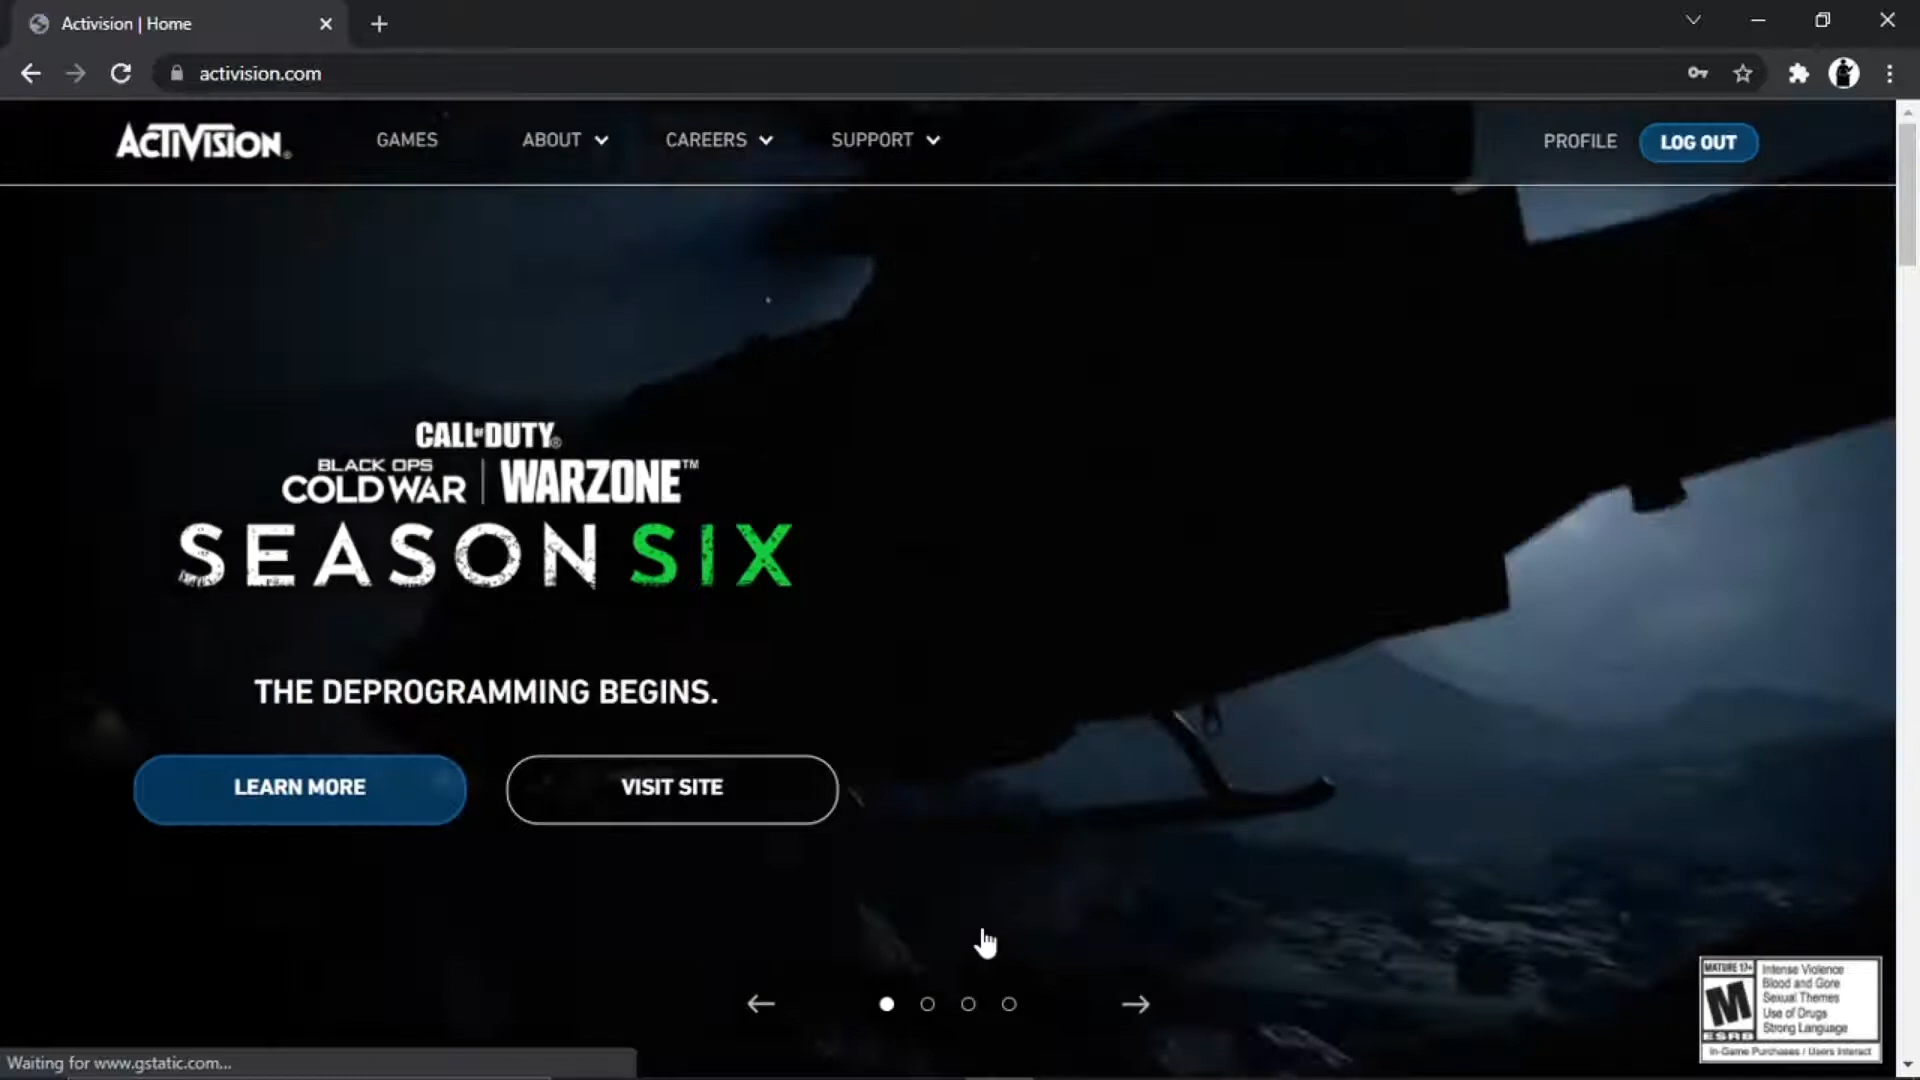 Activision | Home
activision.com
ACTIVISION®
GAMES
ABOUT
CAREERS
SUPPORT
PROFILE
LOG OUT
CALL OF DUTY®
BLACK OPS
COLD WAR | WARZONE™
SEASON SIX
THE DEPROGRAMMING BEGINS.
LEARN MORE
VISIT SITE
MATURE 17+
M
ESRB
Intense Violence
Blood and Gore
Sexual Themes
Use of Drugs
Strong Language
In-Game Purchases / Users Interact
Waiting for www.gstatic.com...